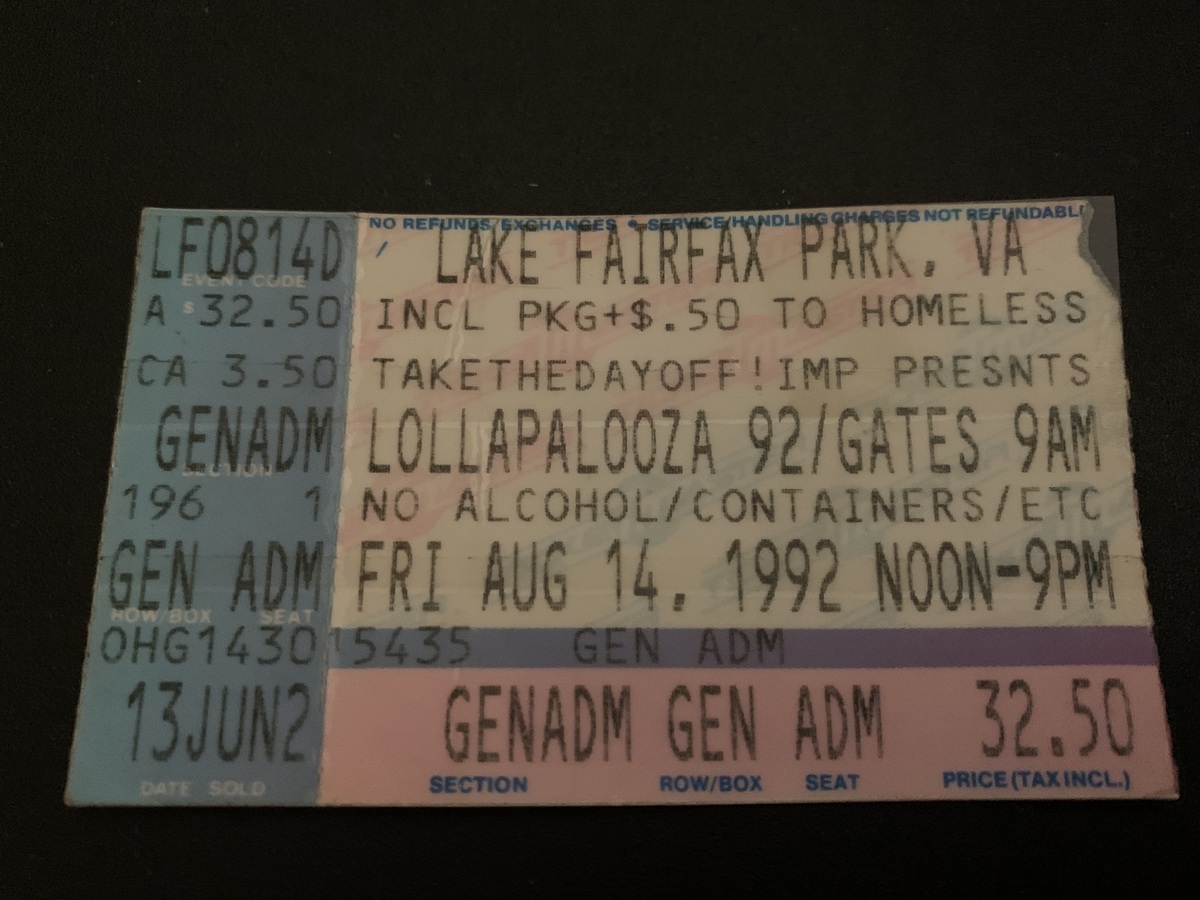 NO REFUNDS/EXCHANGES • SERVICE/HANDLING CHARGES NOT REFUNDABL
LF0814D LAKE FAIRFAX PARK, VA
EVENT CODE
A $ 32.50 INCL PKG+$.50 TO HOMELESS
CA 3.50 TAKETHEDAYOFF!IMP PRESNTS
GENADM LOLLAPALOOZA 92/GATES 9AM
SECTION
196 1 NO ALCOHOL/CONTAINERS/ETC
GEN ADM FRI AUG 14, 1992 NOON-9PM
ROW/BOX SEAT
OHG1430 15435 GEN ADM
13JUN2 GENADM GEN ADM 32.50
DATE SOLD SECTION ROW/BOX SEAT PRICE(TAX INCL.)